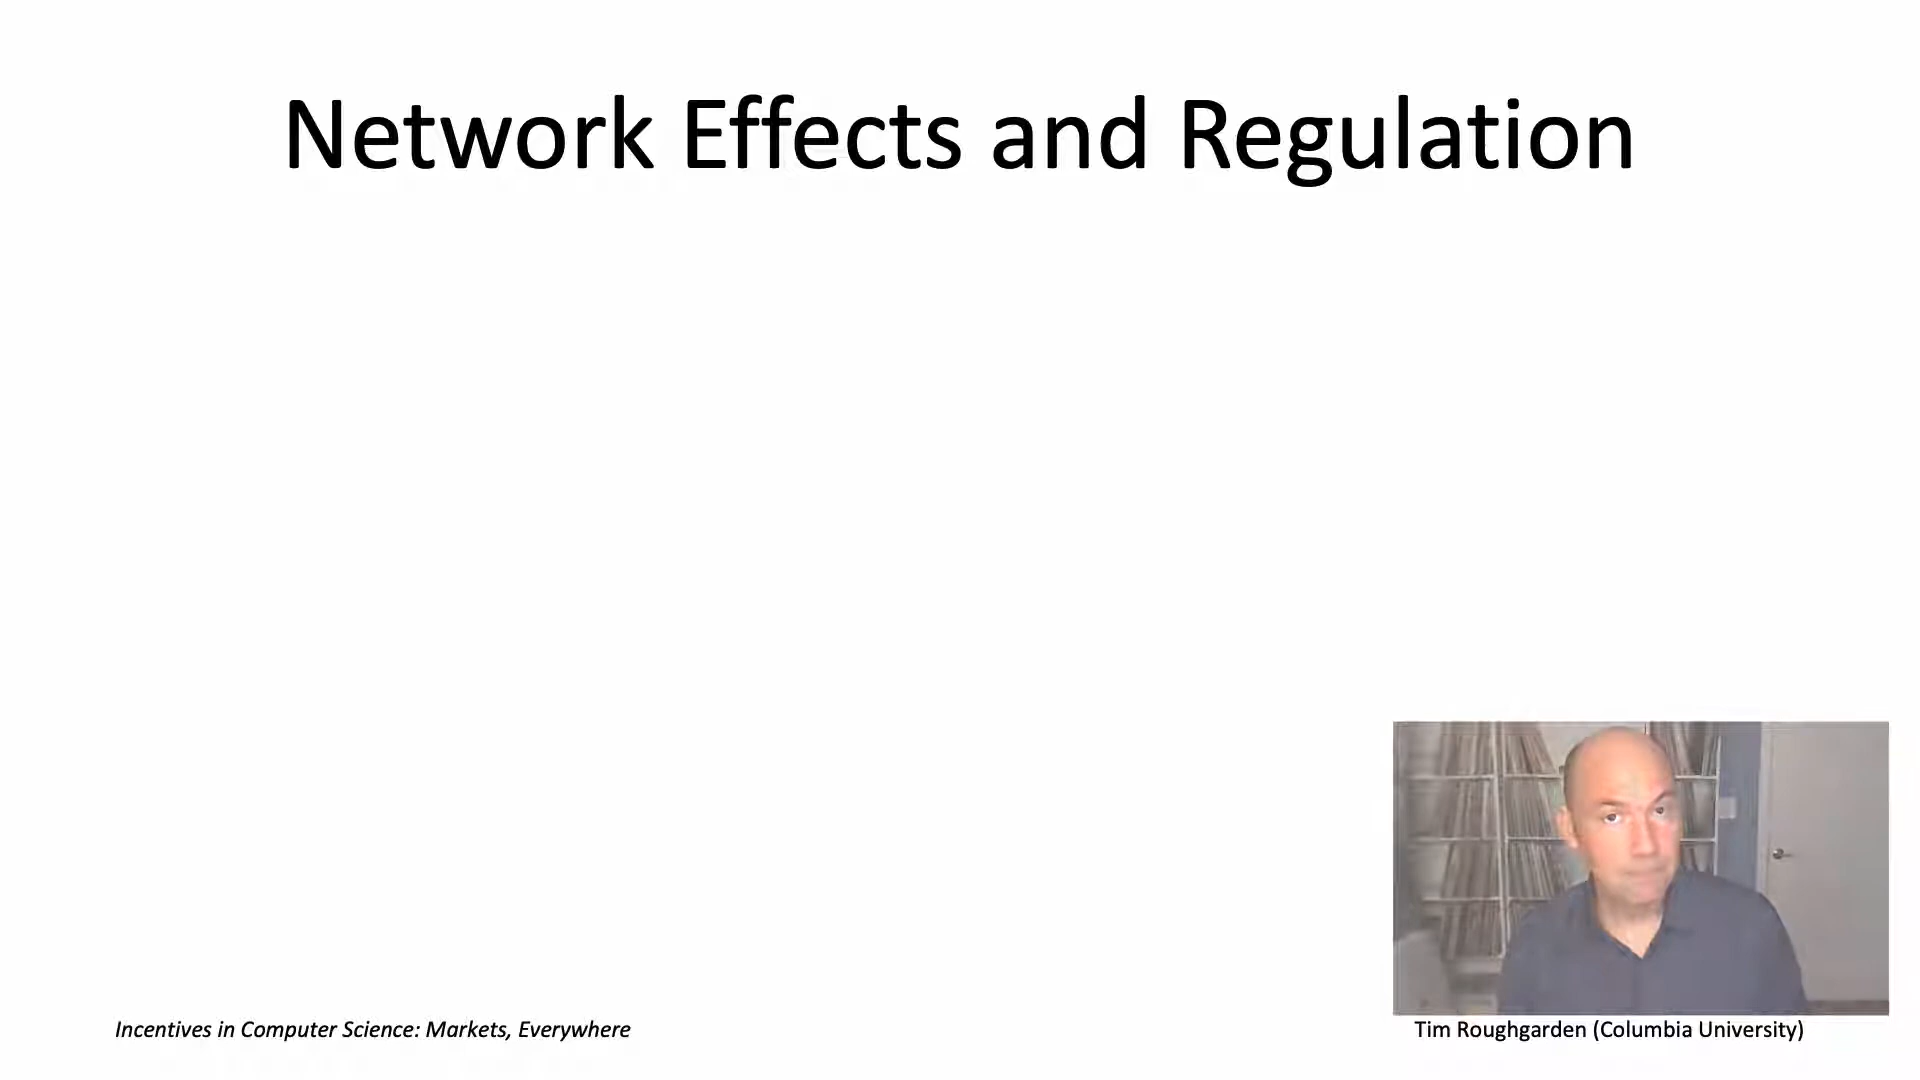 Network Effects and Regulation
Incentives in Computer Science: Markets, Everywhere
Tim Roughgarden (Columbia University)